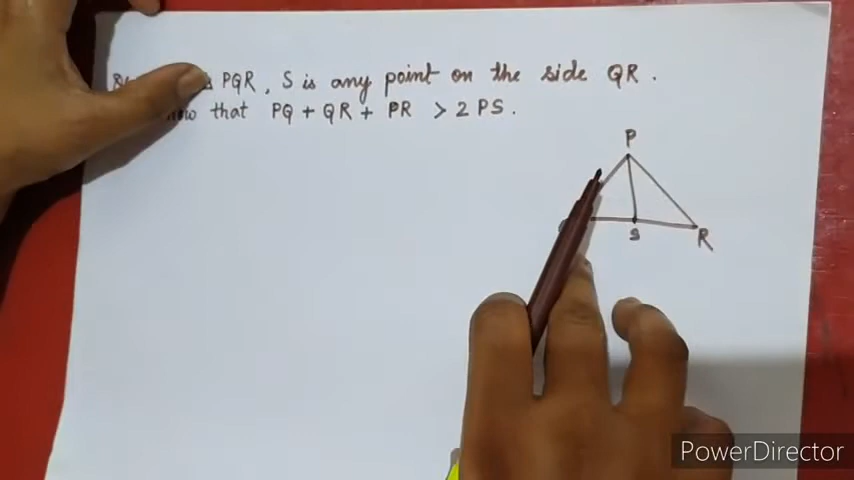 PQR, S is any point on the side QR.
that PQ + QR + PR > 2 PS.
P
S
R
PowerDirector